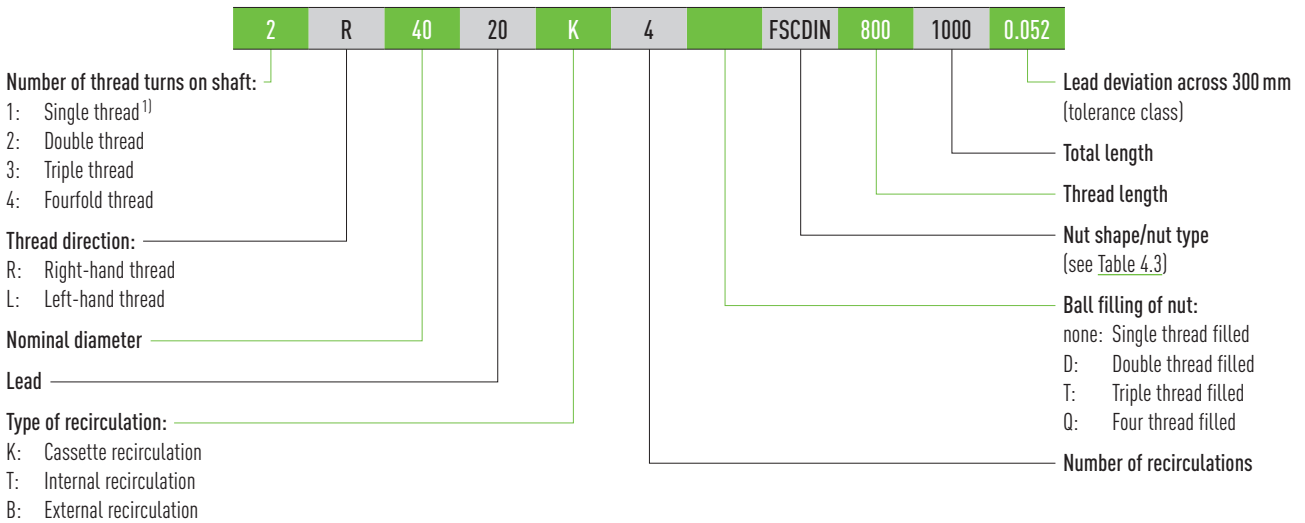 2 R 40 20 K 4 FSCDIN 800 1000 0.052
Number of thread turns on shaft:
1: Single thread 1)
2: Double thread
3: Triple thread
4: Fourfold thread
Thread direction:
R: Right-hand thread
L: Left-hand thread
Nominal diameter
Lead
Type of recirculation:
K: Cassette recirculation
T: Internal recirculation
B: External recirculation
Lead deviation across 300 mm
(tolerance class)
Total length
Thread length
Nut shape/nut type
(see Table 4.3)
Ball filling of nut:
none: Single thread filled
D: Double thread filled
T: Triple thread filled
Q: Four thread filled
Number of recirculations